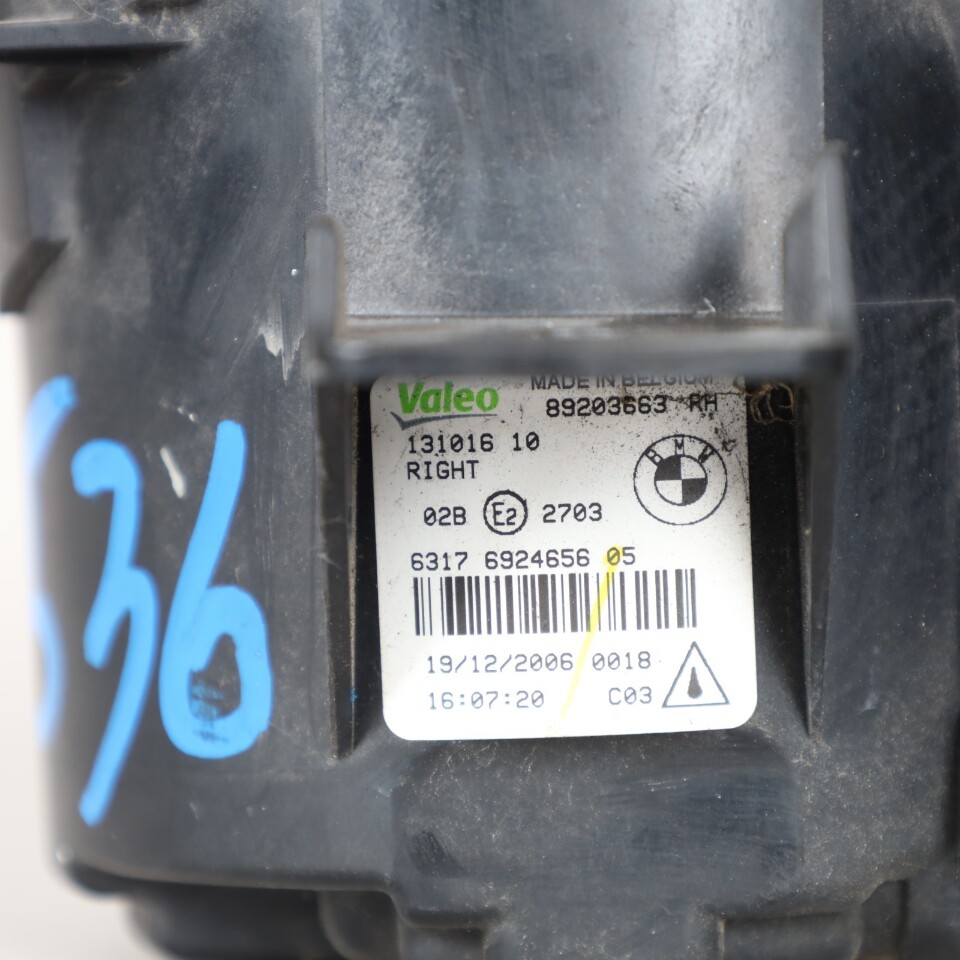 36
Valeo
MADE IN BELGIUM
89203663 RH
131016 10
RIGHT
BMW
02B E2 2703
6317 6924656 05
19/12/2006 0018
16:07:20 C03